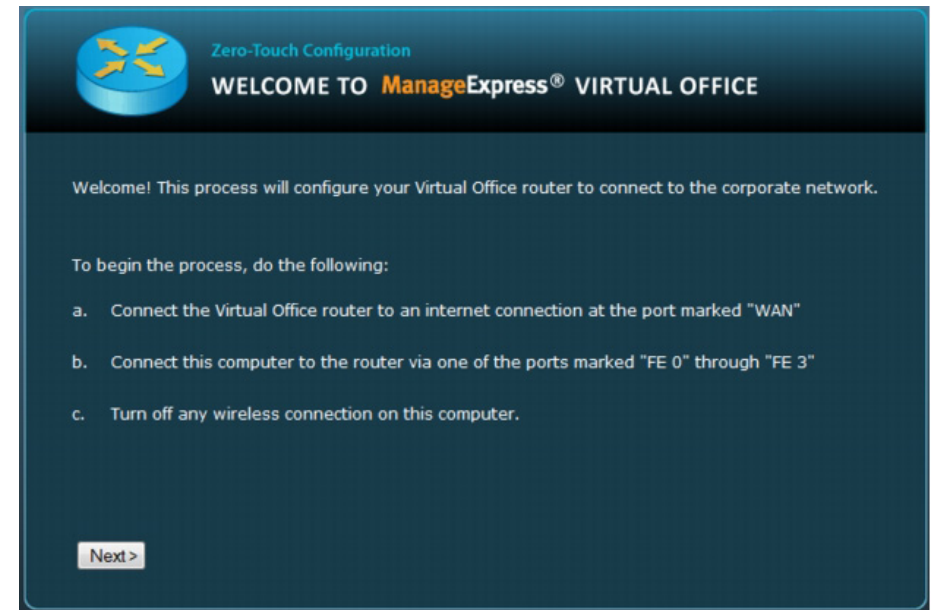 Zero-Touch Configuration
WELCOME TO ManageExpress® VIRTUAL OFFICE
Welcome! This process will configure your Virtual Office router to connect to the corporate network.
To begin the process, do the following:
a. Connect the Virtual Office router to an internet connection at the port marked "WAN"
b. Connect this computer to the router via one of the ports marked "FE 0" through "FE 3"
c. Turn off any wireless connection on this computer.
Next >